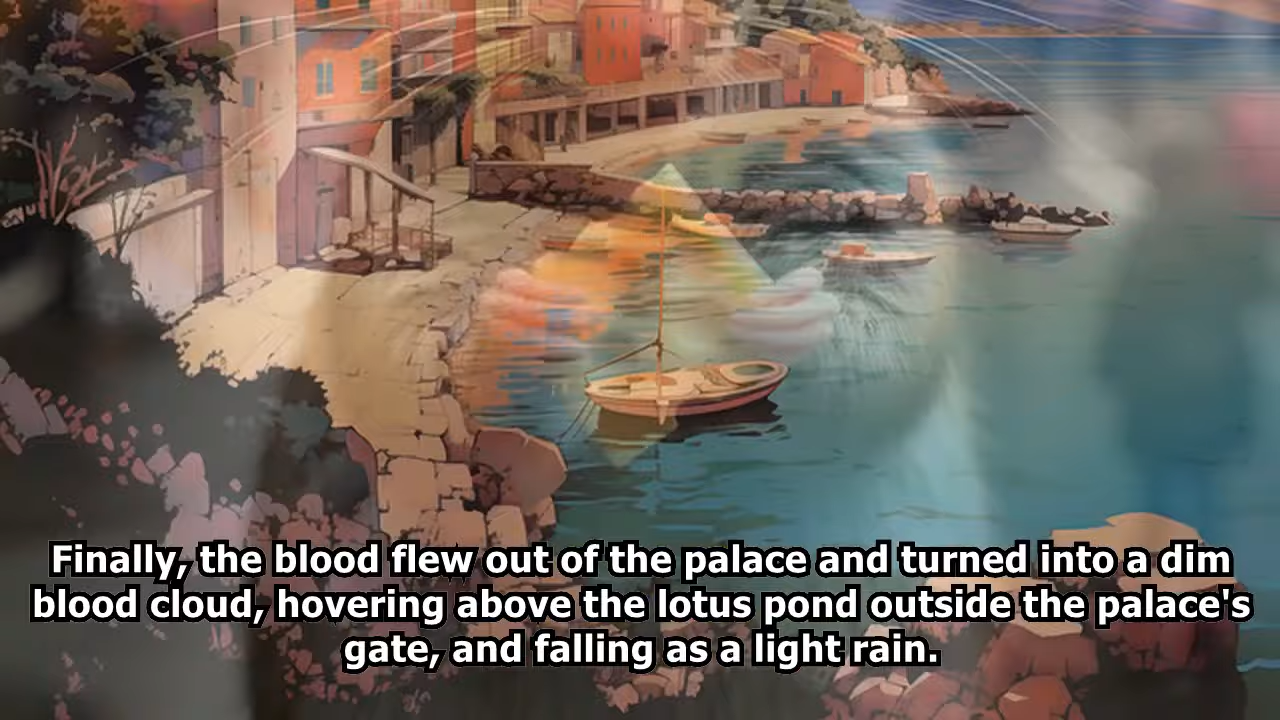 Finally, the blood flew out of the palace and turned into a dim
blood cloud, hovering above the lotus pond outside the palace's
gate, and falling as a light rain.